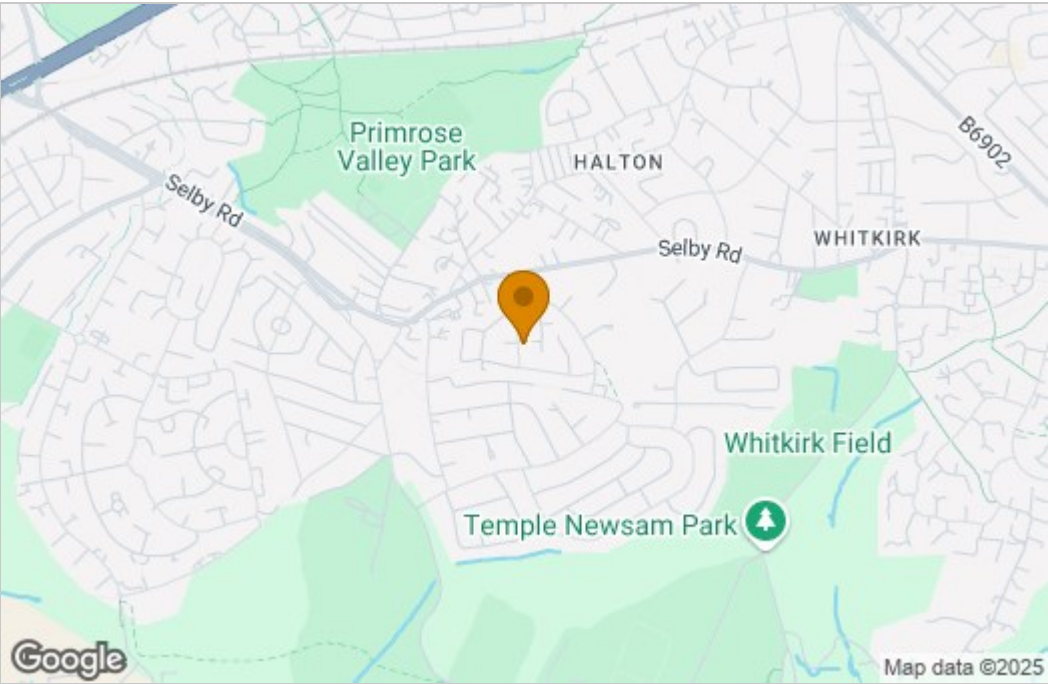 Primrose
Valley Park
HALTON
B6902
Selby Rd
WHITKIRK
Selby Rd
Whitkirk Field
Temple Newsam Park
Google
Map data ©2025